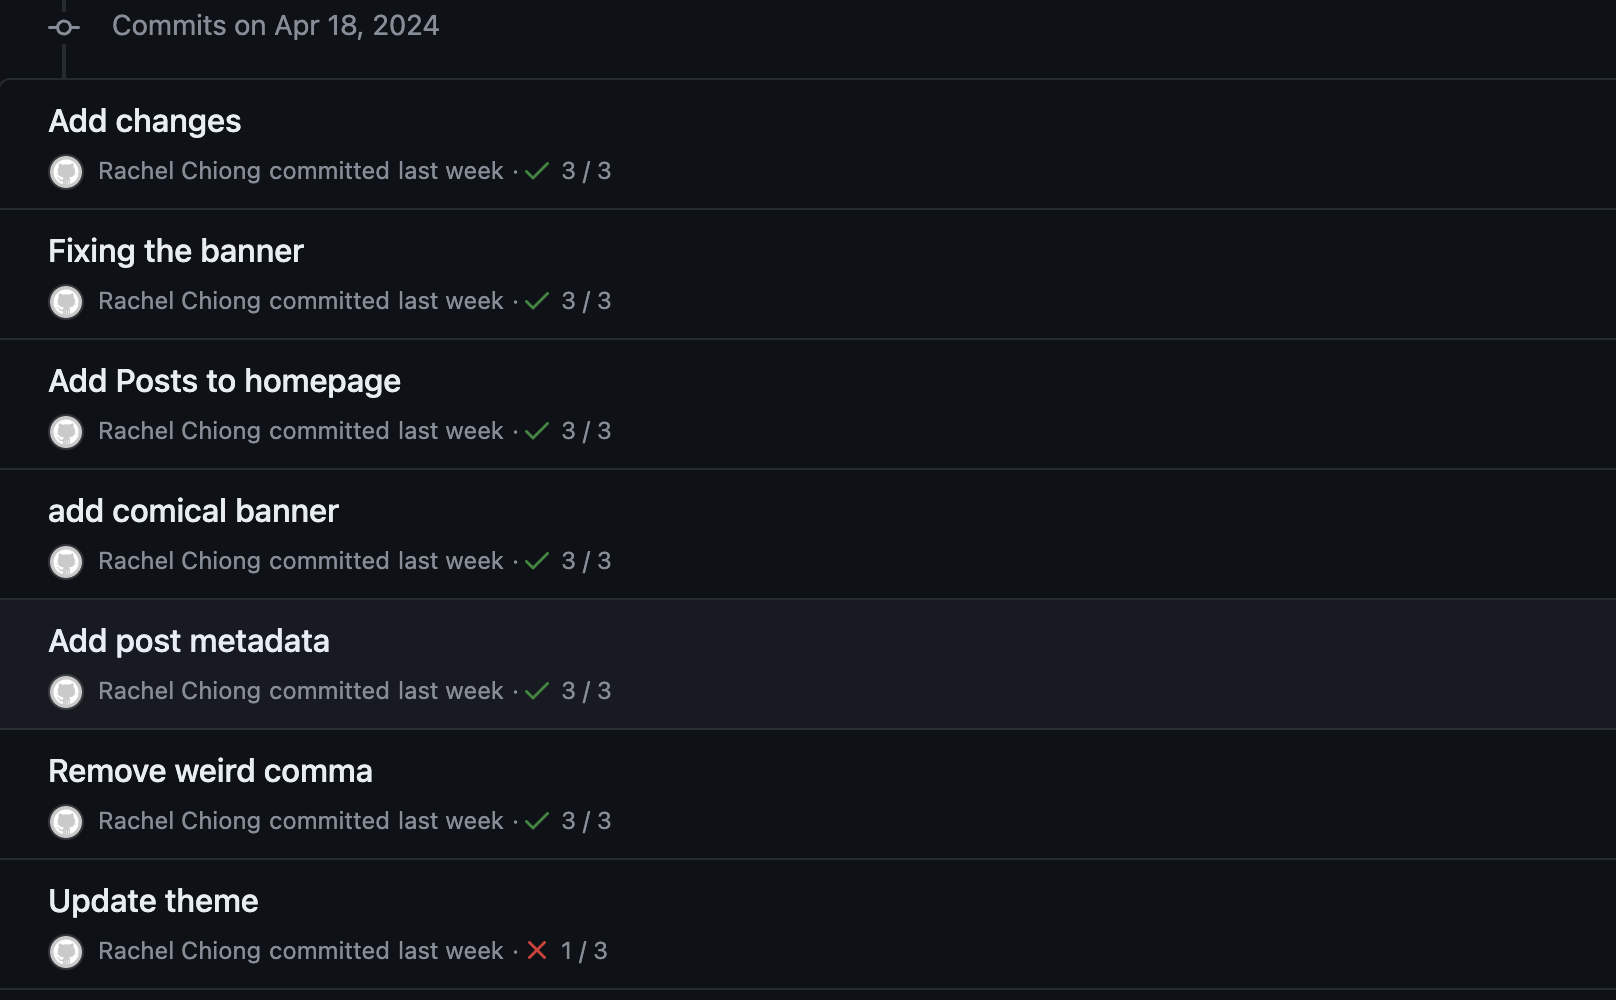 Commits on Apr 18, 2024
Add changes
Rachel Chiong committed last week · 3 / 3
Fixing the banner
Rachel Chiong committed last week · 3 / 3
Add Posts to homepage
Rachel Chiong committed last week · 3 / 3
add comical banner
Rachel Chiong committed last week · 3 / 3
Add post metadata
Rachel Chiong committed last week · 3 / 3
Remove weird comma
Rachel Chiong committed last week · 3 / 3
Update theme
Rachel Chiong committed last week · 1 / 3